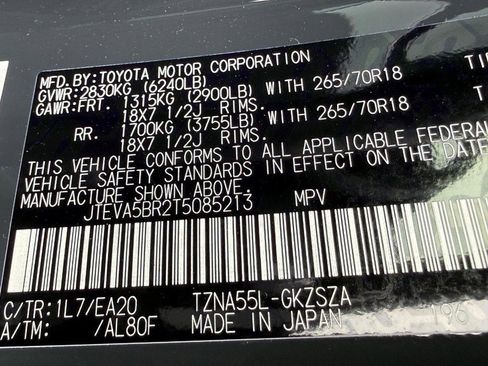 MFD.BY:TOYOTA MOTOR CORPORATION
GVWR:2830KG (6240LB)
GAWR:FRT. 1315KG (2900LB) WITH 265/70R18
18X7 1/2J RIMS.
RR. 1700KG (3755LB) WITH 265/70R18
18X7 1/2J RIMS.
THIS VEHICLE CONFORMS TO ALL APPLICABLE FEDERAL
VEHICLE SAFETY STANDARDS IN EFFECT ON THE DATE
MANUFACTURE SHOWN ABOVE.
JTEVA5BR2T5085213 MPV
C/TR:1L7/EA20 TZNA55L-GKZSZA
A/TM: /AL80F MADE IN JAPAN 196